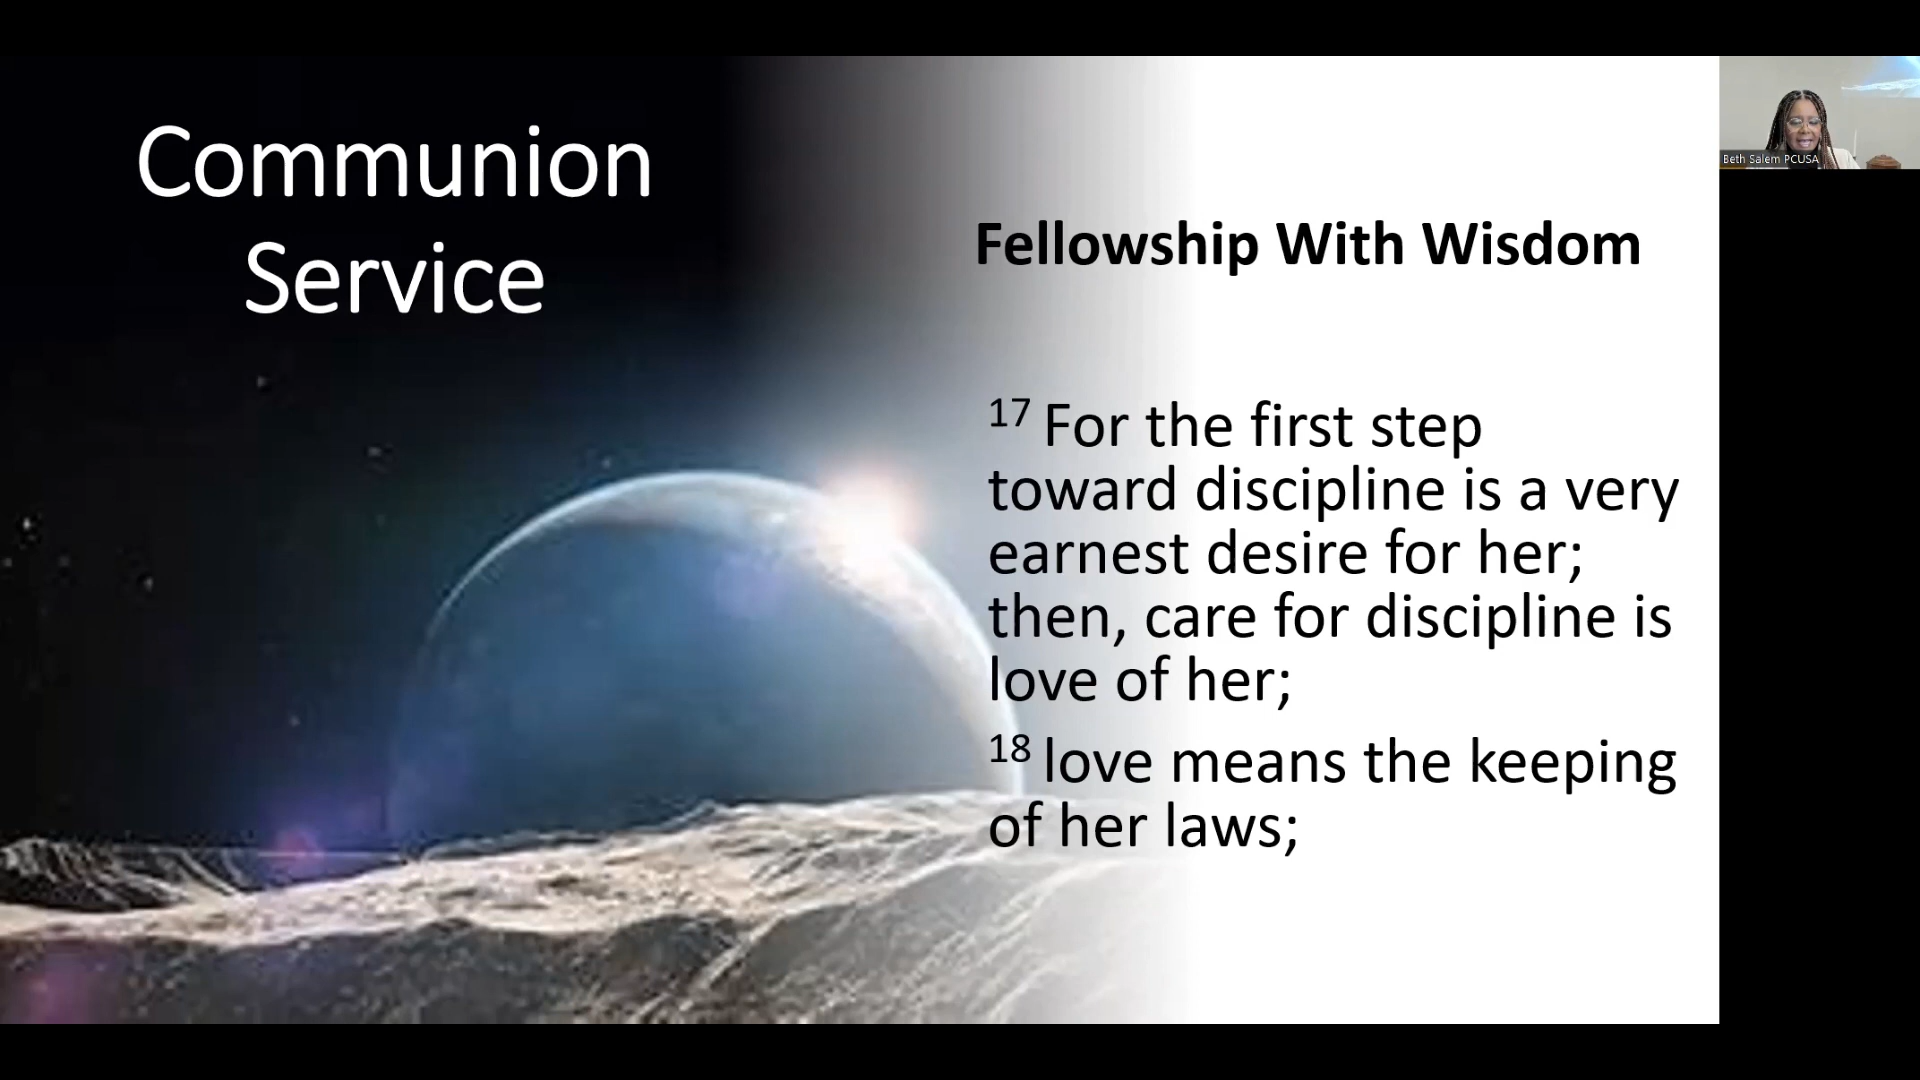 Communion
Service
Fellowship With Wisdom
17 For the first step
toward discipline is a very
earnest desire for her;
then, care for discipline is
love of her;
18 love means the keeping
of her laws;
Beth Salem PCUSA